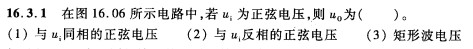 16.3.1 在图 16.06 所示电路中,若 uᵢ 为正弦电压,则 u₀为( )。
(1) 与 uᵢ同相的正弦电压 (2) 与 uᵢ反相的正弦电压 (3) 矩形波电压